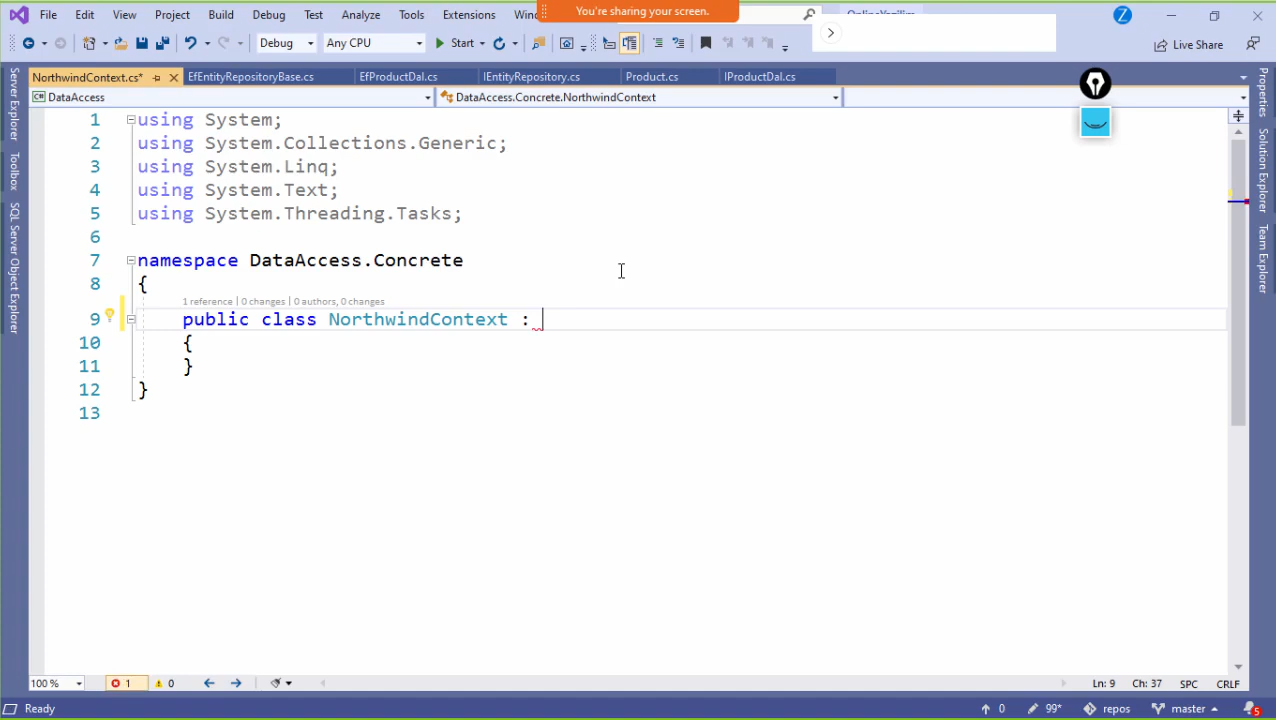 File Edit View Project Build Debug Test Analyze Tools Extensions You're sharing your screen.
Debug Any CPU Start Live Share
NorthwindContext.cs* EfEntityRepositoryBase.cs EfProductDal.cs IEntityRepository.cs Product.cs IProductDal.cs
DataAccess DataAccess.Concrete.NorthwindContext
Server Explorer
Toolbox
SQL Server Object Explorer
1 using System;
2 using System.Collections.Generic;
3 using System.Linq;
4 using System.Text;
5 using System.Threading.Tasks;
6
7 namespace DataAccess.Concrete
8 {
1 reference | 0 changes | 0 authors, 0 changes
9 public class NorthwindContext :
10 {
11 }
12 }
13
Properties
Solution Explorer
Team Explorer
Z
100 % 1 0 Ln: 9 Ch: 37 SPC CRLF
Ready 0 99* repos master 5